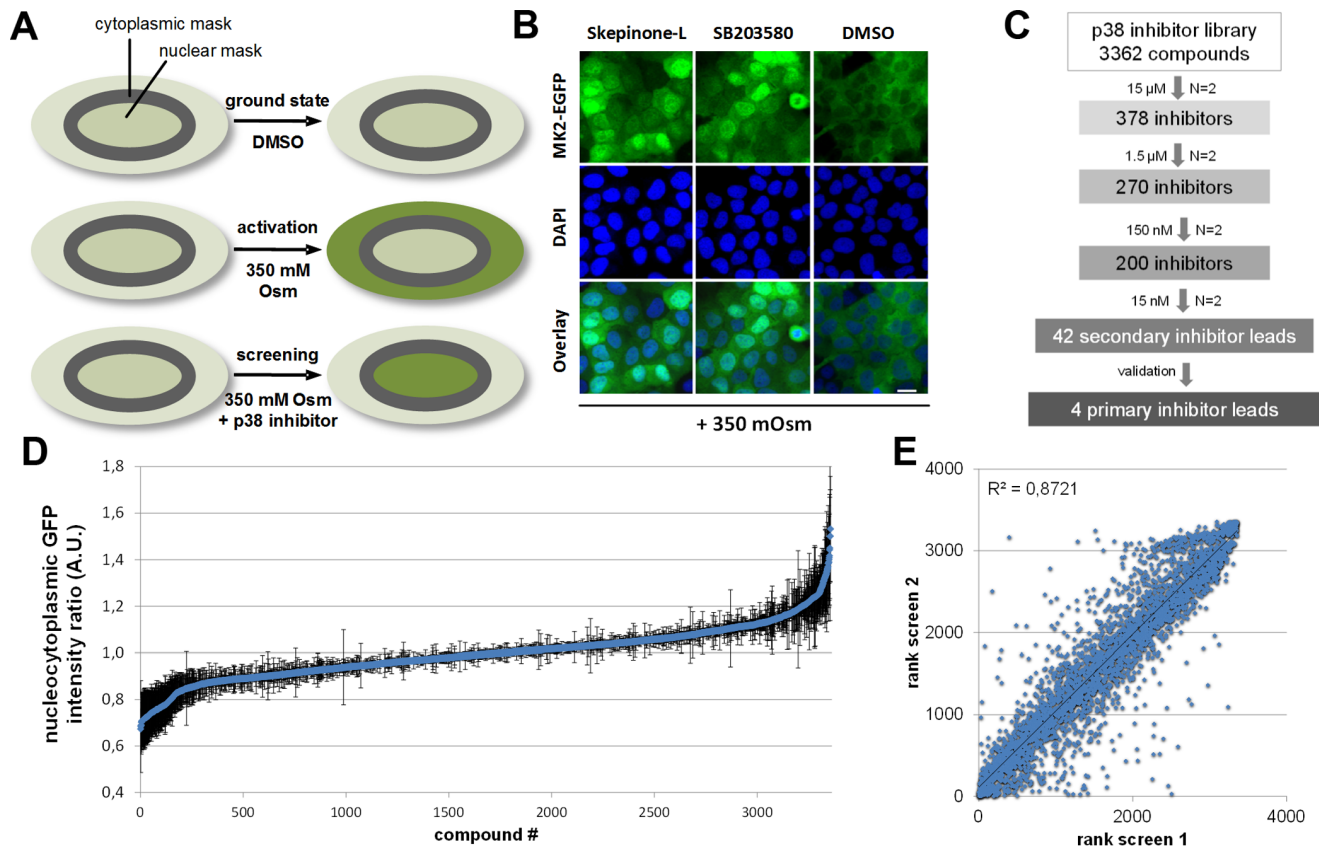 A
cytoplasmic mask
nuclear mask
ground state
DMSO
activation
350 mM
Osm
screening
350 mM Osm
+ p38 inhibitor
B
Skepinone-L SB203580 DMSO
MK2-EGFP
DAPI
Overlay
+ 350 mOsm
C
p38 inhibitor library
3362 compounds
15 µM N=2
378 inhibitors
1.5 µM N=2
270 inhibitors
150 nM N=2
200 inhibitors
15 nM N=2
42 secondary inhibitor leads
validation
4 primary inhibitor leads
D
nucleocytoplasmic GFP
intensity ratio (A.U.)
1,8
1,6
1,4
1,2
1,0
0,8
0,6
0,4
0 500 1000 1500 2000 2500 3000
compound #
E
R² = 0,8721
rank screen 2
4000
3000
2000
1000
0
0 2000 4000
rank screen 1